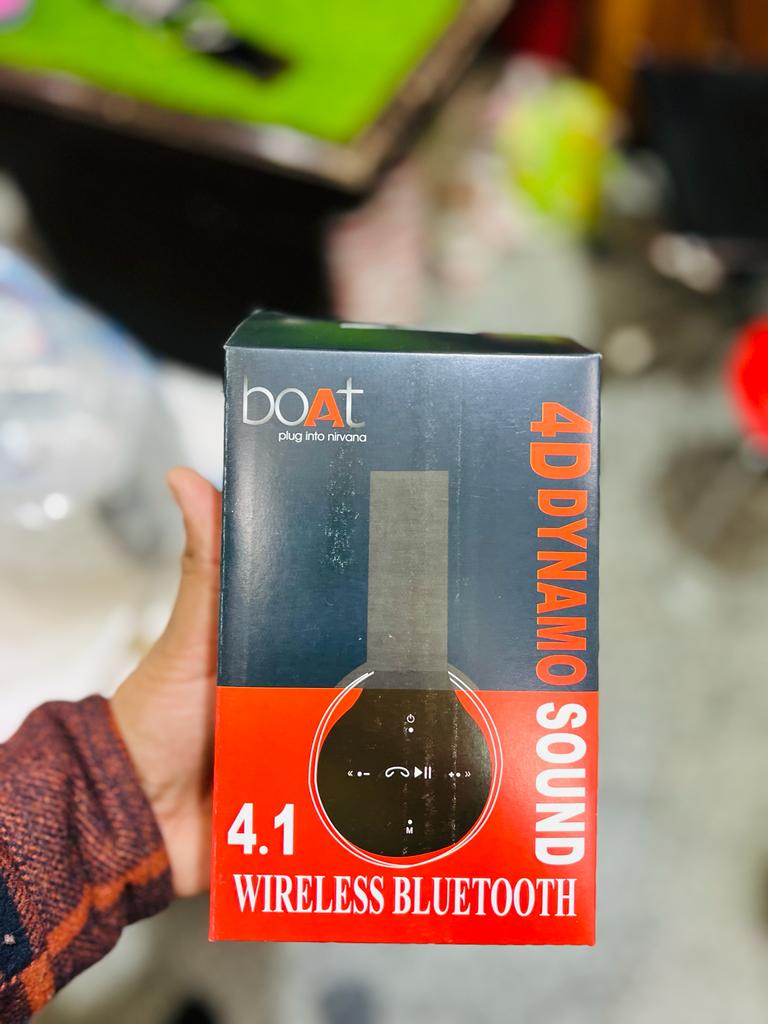 boAt
plug into nirvana
4D DYNAMO SOUND
M
4.1
WIRELESS BLUETOOTH